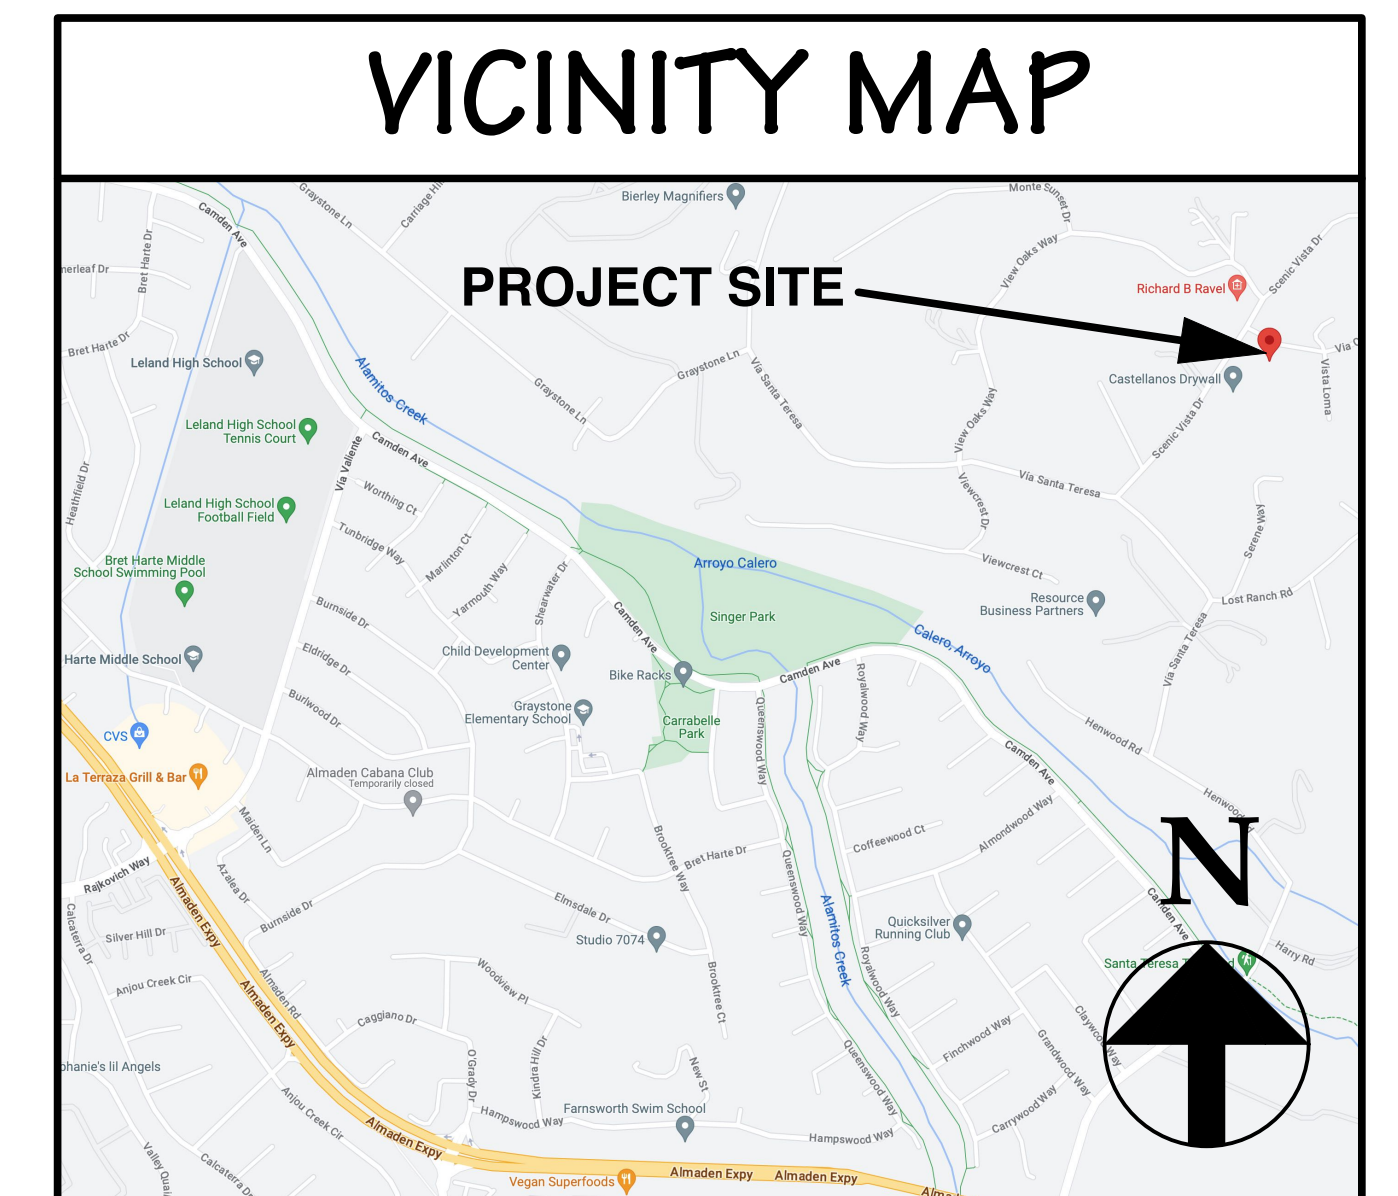 VICINITY MAP
Bierley Magnifiers
Monte Sunset Dr
Graystone Ln
Camden Ave
Bret Harte Dr
View Oaks Way
Scenic Vista Dr
PROJECT SITE
Richard B Ravel
Bret Harte Dr
Leland High School
Alamitos Creek
Graystone Ln
Graystone Ln
Via Santa Teresa
Castellanos Drywall
Vista Loma
Leland High School
Tennis Court
Camden Ave
Via Valiente
View Oaks Way
Scenic Vista Dr
Heathfield Dr
Worthing Ct
Via Santa Teresa
Leland High School
Football Field
Tunbridge Way
Marlinton Ct
Viewcrest Dr
Serene Way
Bret Harte Middle
School Swimming Pool
Yarmouth Way
Shearwater Dr
Arroyo Calero
Viewcrest Ct
Resource
Business Partners
Lost Ranch Rd
Burnside Dr
Camden Ave
Singer Park
Calero, Arroyo
Via Santa Teresa
Harte Middle School
Eldridge Dr
Child Development
Center
Bike Racks
Camden Ave
Royalwood Way
Burlwood Dr
Graystone
Elementary School
Carrabelle
Park
Queenswood Way
Henwood Rd
CVS
La Terraza Grill & Bar
Almaden Cabana Club
Temporarily closed
Camden Ave
Maiden Ln
Brooktree Way
Bret Harte Dr
Coffeewood Ct
Almondwood Way
N
Rajkovich Way
Azalea Dr
Almaden Expy
Burnside Dr
Elmsdale Dr
Queenswood Way
Alamitos Creek
Camden Ave
Calcaterra Dr
Silver Hill Dr
Studio 7074
Quicksilver
Running Club
Harry Rd
Anjou Creek Cir
Almaden Rd
Almaden Expy
Woodview Pl
Brooktree Ct
Royalwood Way
Caggiano Dr
O'Grady Dr
Kindra Hill Dr
New St
Queenswood Way
Finchwood Way
Grandwood Way
Claywood Way
Anjou Creek Cir
Almaden Expy
Hampswood Way
Farnsworth Swim School
Hampswood Way
Carrywood Way
Calcaterra Dr
Vegan Superfoods
Almaden Expy
Almaden Expy